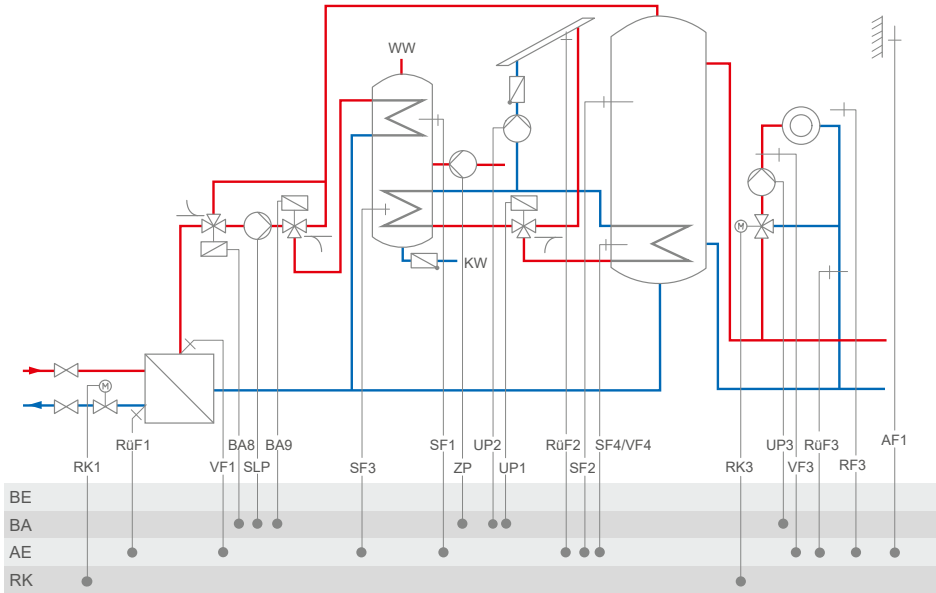 WW
KW
M
M
RüF1
BA8
BA9
SF1
UP2
RüF2
SF4/VF4
UP3
RüF3
AF1
RK1
VF1
SLP
SF3
ZP
UP1
SF2
RK3
VF3
RF3
BE
BA
AE
RK